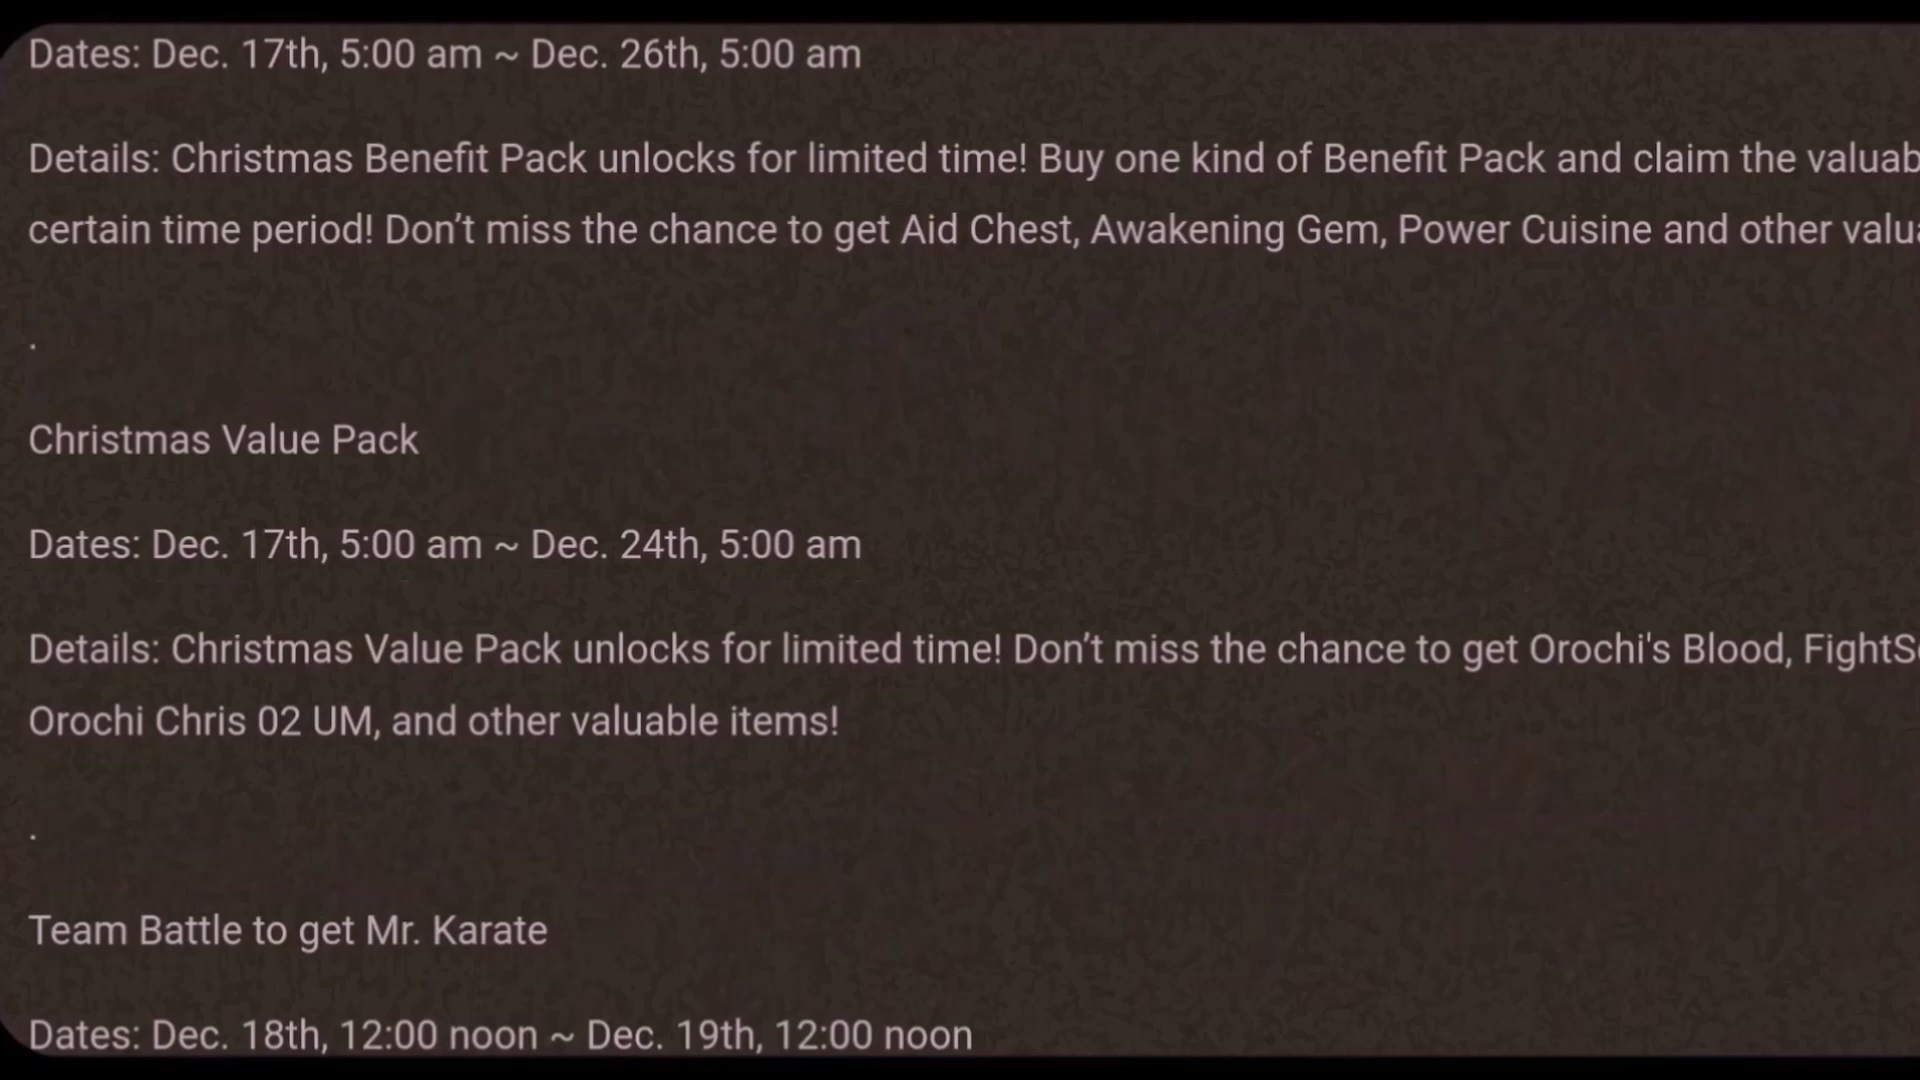 Dates: Dec. 17th, 5:00 am ~ Dec. 26th, 5:00 am
Details: Christmas Benefit Pack unlocks for limited time! Buy one kind of Benefit Pack and claim the
certain time period! Don’t miss the chance to get Aid Chest, Awakening Gem, Power Cuisine and other
.
Christmas Value Pack
Dates: Dec. 17th, 5:00 am ~ Dec. 24th, 5:00 am
Details: Christmas Value Pack unlocks for limited time! Don’t miss the chance to get Orochi's Blood,
Orochi Chris 02 UM, and other valuable items!
.
Team Battle to get Mr. Karate
Dates: Dec. 18th, 12:00 noon ~ Dec. 19th, 12:00 noon